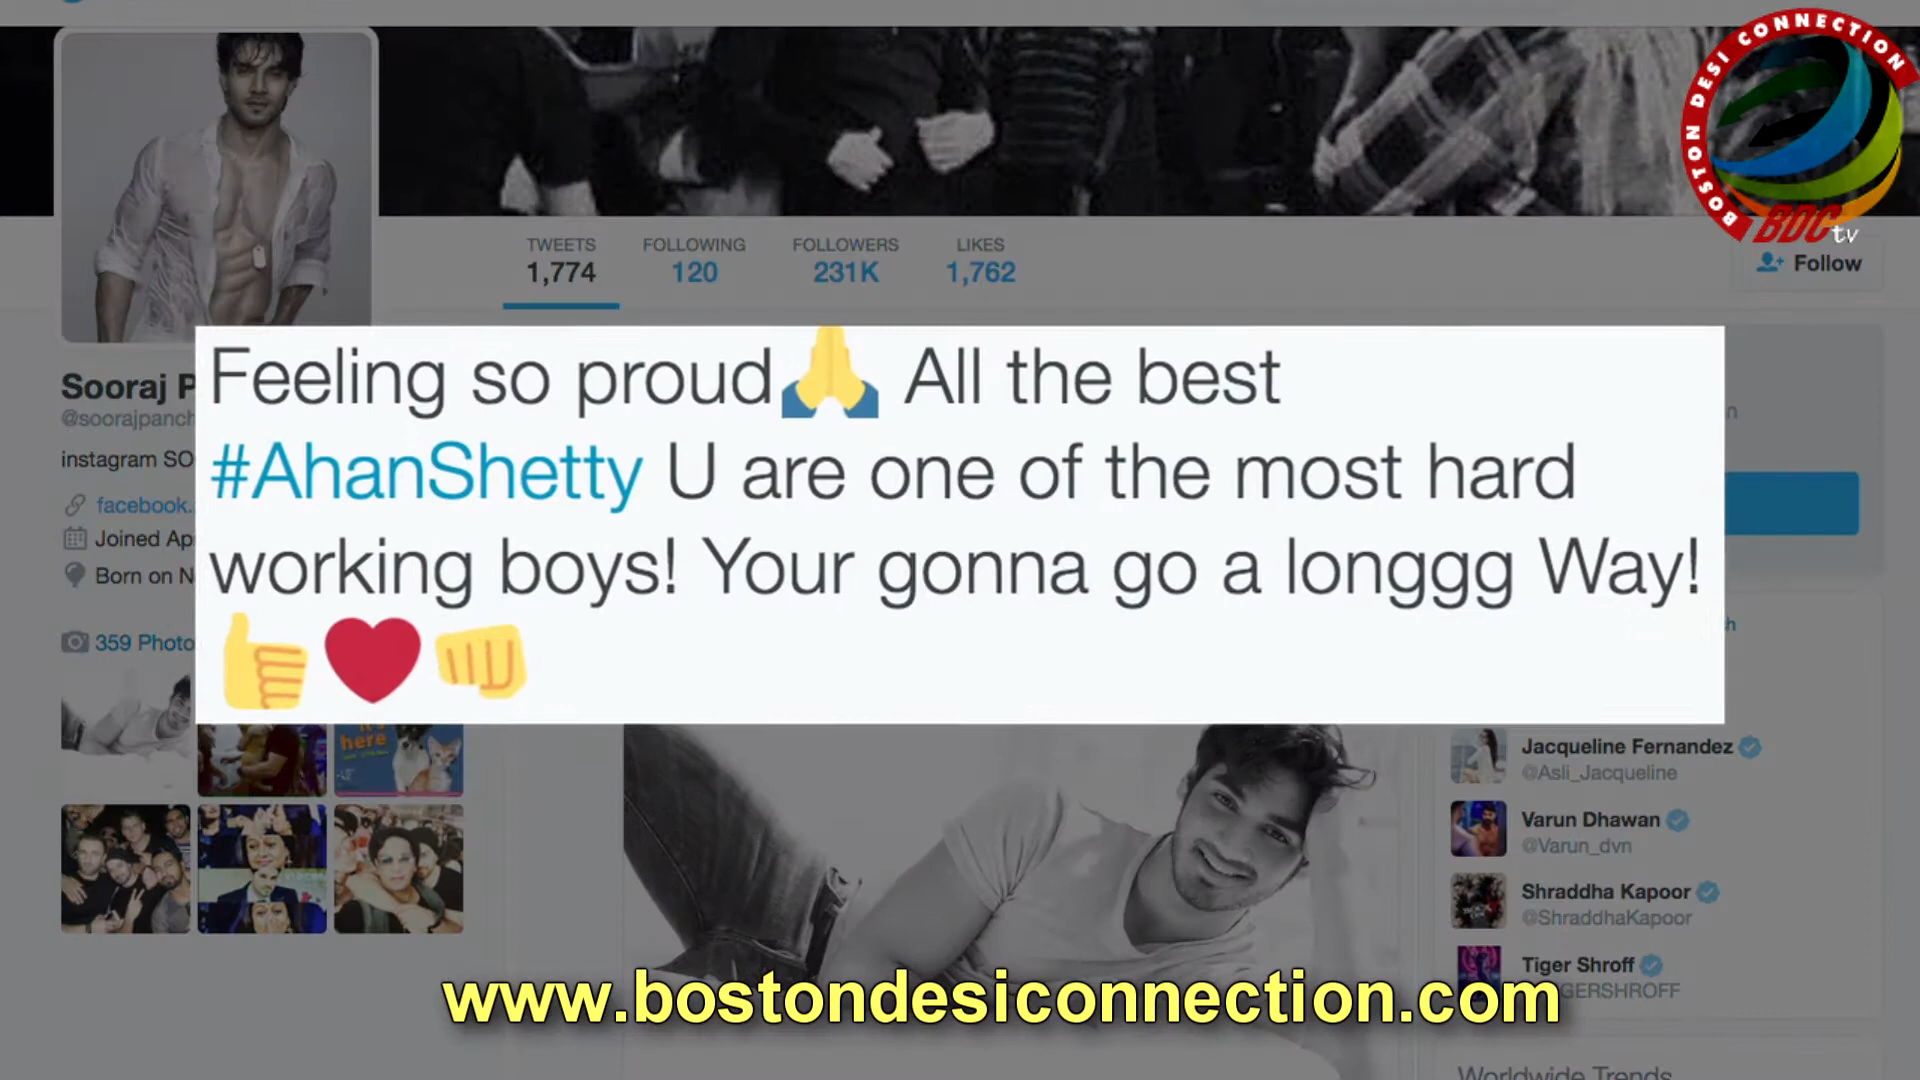 BOSTON DESI CONNECTION
BDC tv
TWEETS
1,774
FOLLOWING
120
FOLLOWERS
231K
LIKES
1,762
Follow
Sooraj P
@soorajpanch
instagram SO
facebook.
Joined Ap
Born on N
359 Photo
Feeling so proud🙏 All the best
#AhanShetty U are one of the most hard
working boys! Your gonna go a longgg Way!
👍❤️👊
here
Jacqueline Fernandez
@Asli_Jacqueline
Varun Dhawan
@Varun_dvn
Shraddha Kapoor
@ShraddhaKapoor
Tiger Shroff
GERSHROFF
www.bostondesiconnection.com
Worldwide Trends